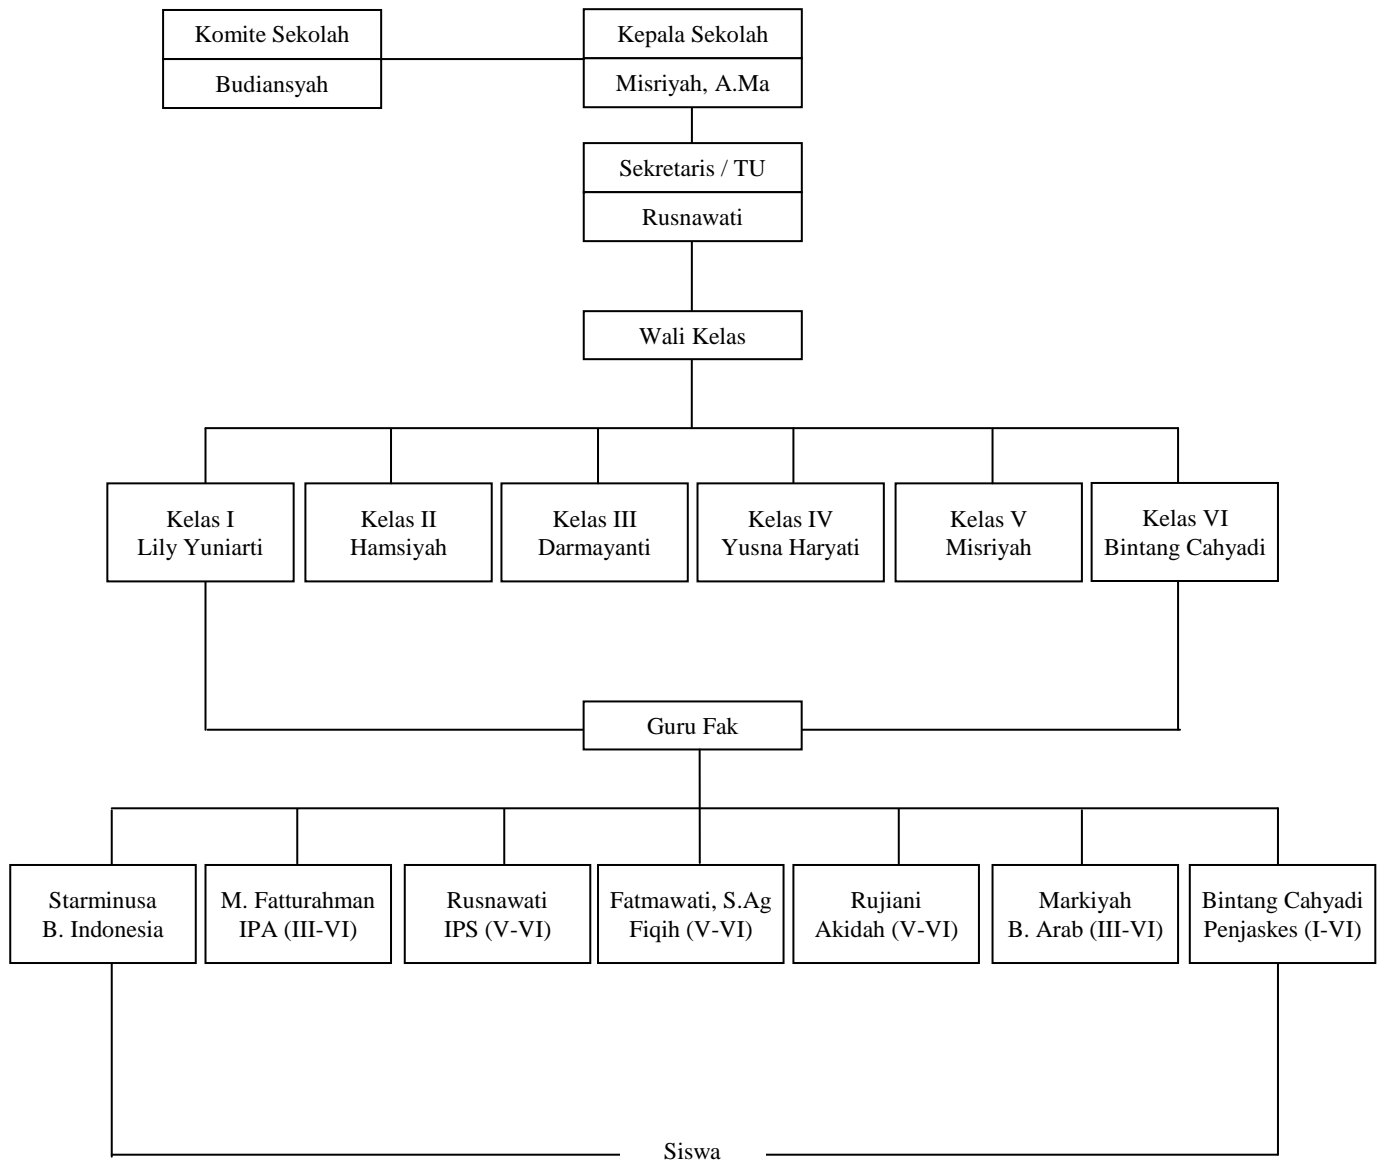 Komite Sekolah
Budiansyah
Kepala Sekolah
Misriyah, A.Ma
Sekretaris / TU
Rusnawati
Wali Kelas
Kelas I
Lily Yuniarti
Kelas II
Hamsiyah
Kelas III
Darmayanti
Kelas IV
Yusna Haryati
Kelas V
Misriyah
Kelas VI
Bintang Cahyadi
Guru Fak
Starminusa
B. Indonesia
M. Fatturahman
IPA (III-VI)
Rusnawati
IPS (V-VI)
Fatmawati, S.Ag
Fiqih (V-VI)
Rujiani
Akidah (V-VI)
Markiyah
B. Arab (III-VI)
Bintang Cahyadi
Penjaskes (I-VI)
Siswa